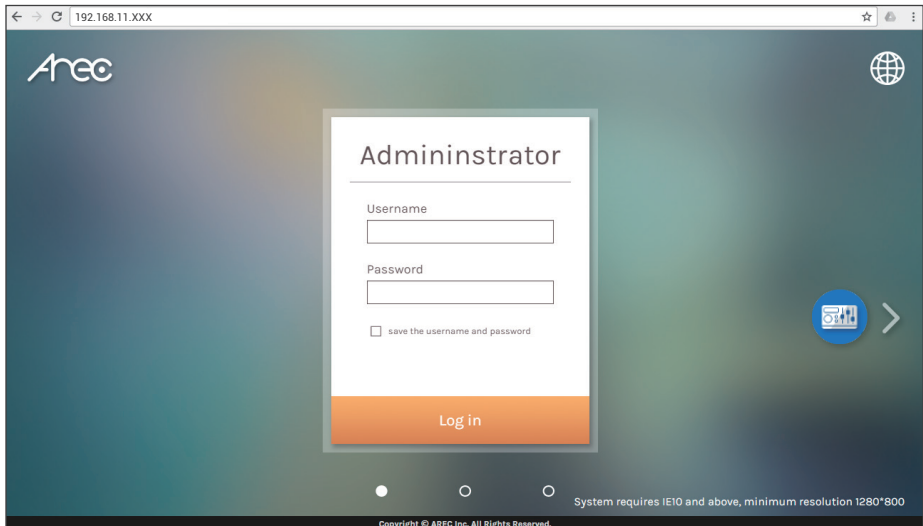 192.168.11.XXX
Arec
Admininstrator
Username
Password
save the username and password
Log in
System requires IE10 and above, minimum resolution 1280*800
Copyright © AREC Inc. All Rights Reserved.